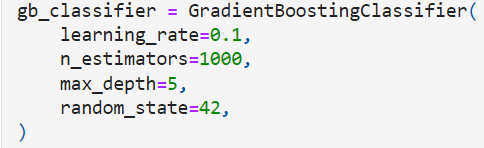 gb_classifier = GradientBoostingClassifier(
    learning_rate=0.1,
    n_estimators=1000,
    max_depth=5,
    random_state=42,
)